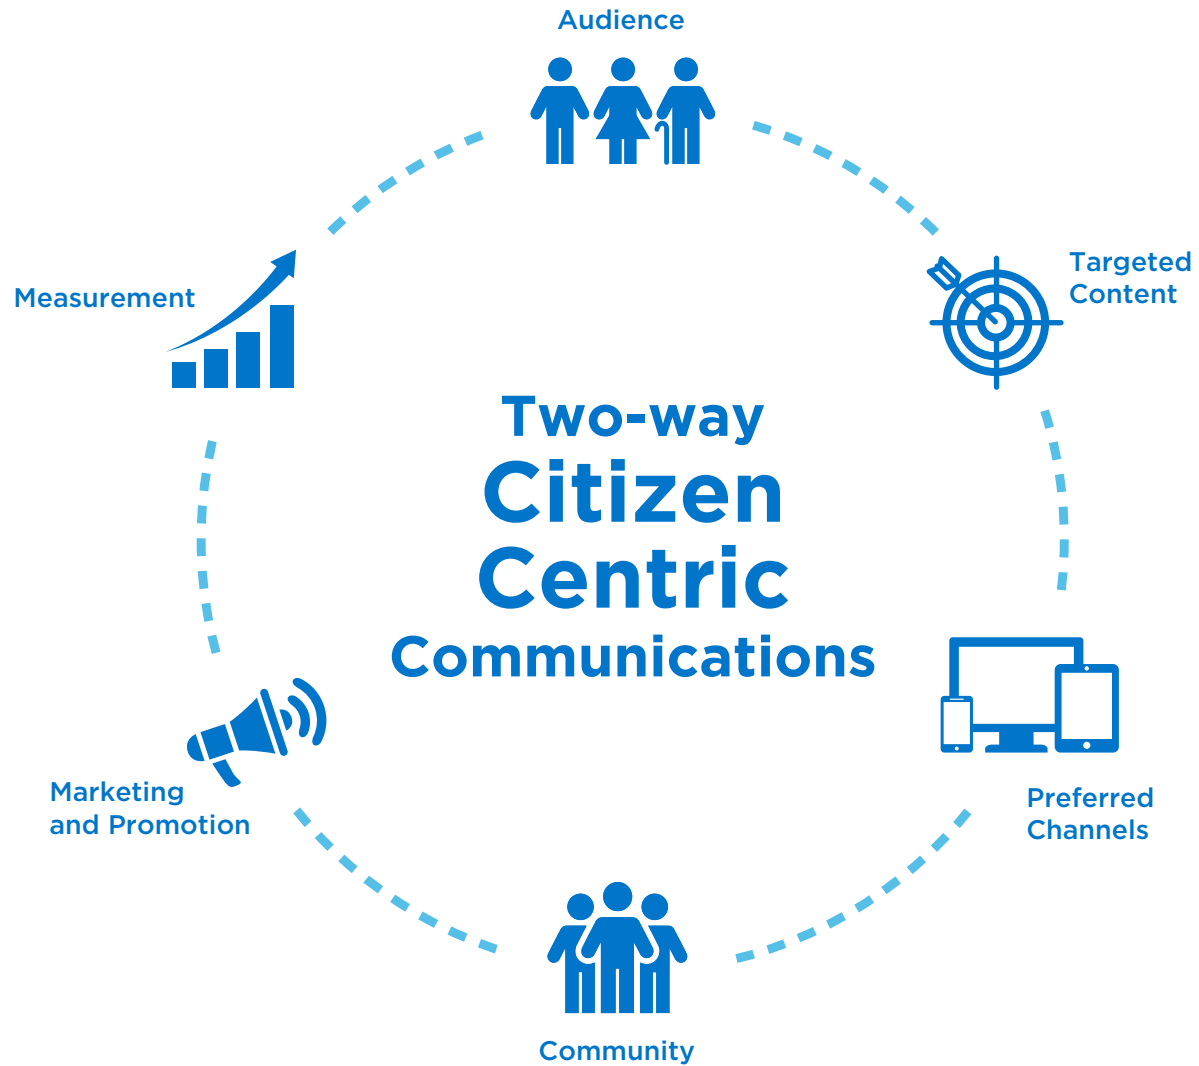 Audience
Targeted
Content
Measurement
Two-way
Citizen
Centric
Communications
Marketing
and Promotion
Preferred
Channels
Community